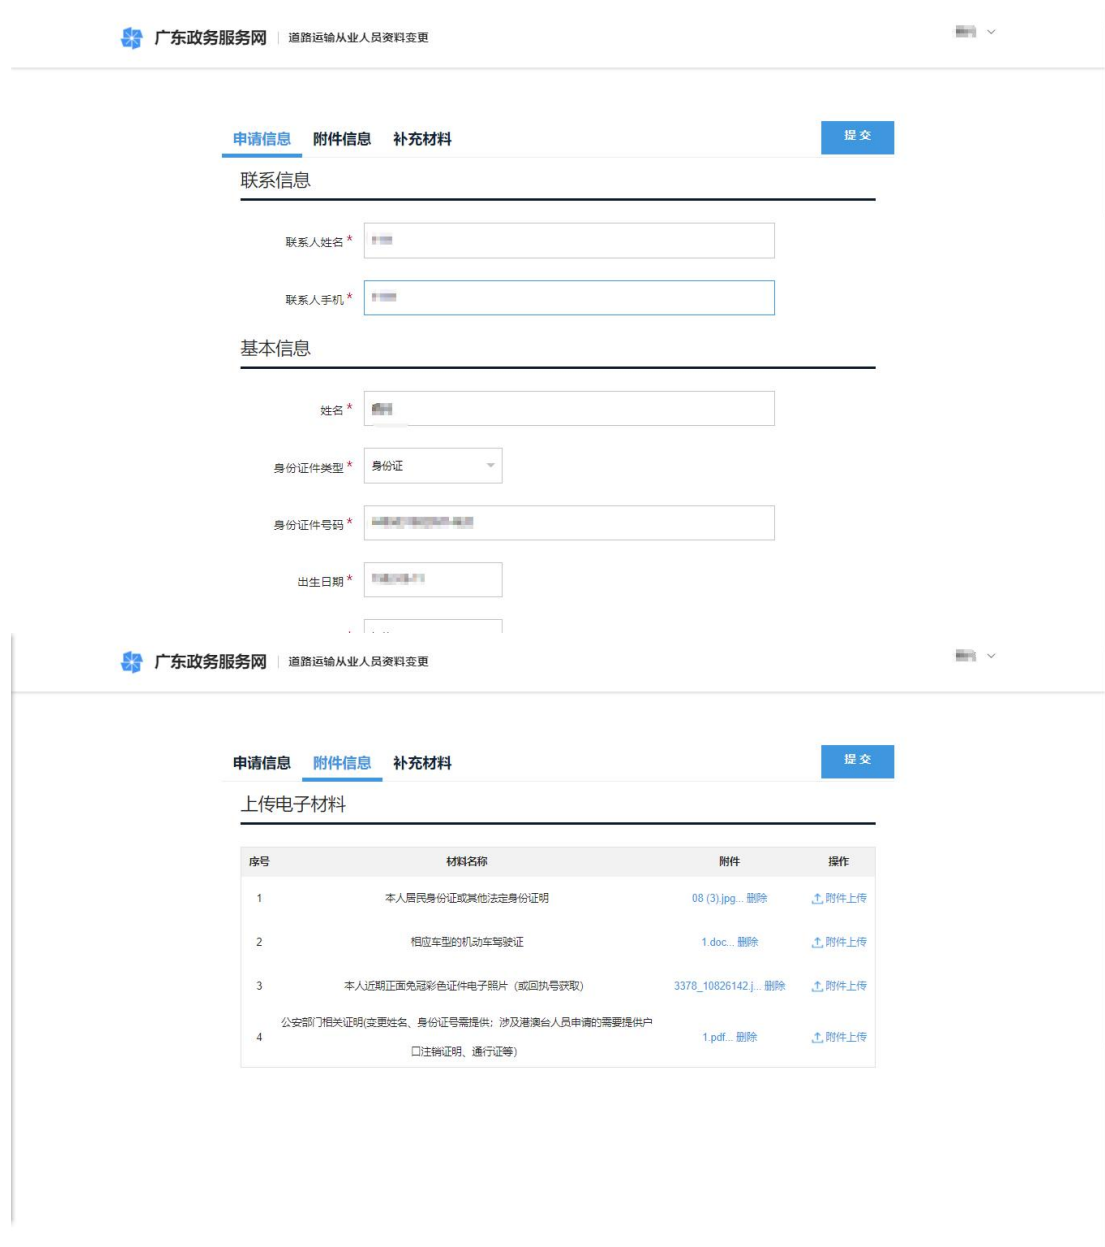 广东政务服务网 道路运输从业人员资料变更
申请信息 附件信息 补充材料 提交
联系信息
联系人姓名*
联系人手机*
基本信息
姓名*
身份证件类型* 身份证
身份证件号码*
出生日期*
广东政务服务网 道路运输从业人员资料变更
申请信息 附件信息 补充材料 提交
上传电子材料
序号 材料名称 附件 操作
1 本人居民身份证或其他法定身份证明 08 (3).jpg... 删除 附件上传
2 相应车型的机动车驾驶证 1.doc... 删除 附件上传
3 本人近期正面免冠彩色证件电子照片（或回执号获取） 3378_10826142.j... 删除 附件上传
公安部门相关证明(变更姓名、身份证号需提供；涉及港澳台人员申请的需要提供户
4 1.pdf... 删除 附件上传
口注销证明、通行证等）